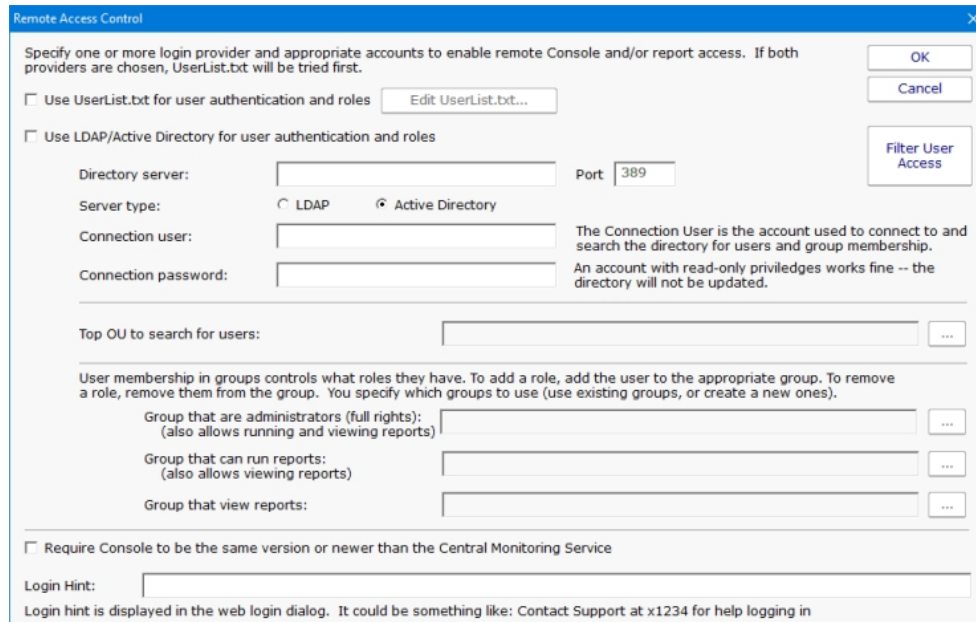 Remote Access Control
Specify one or more login provider and appropriate accounts to enable remote Console and/or report access. If both
providers are chosen, UserList.txt will be tried first.
OK
Cancel
Use UserList.txt for user authentication and roles
Edit UserList.txt...
Use LDAP/Active Directory for user authentication and roles
Filter User
Access
Directory server:
Port 389
Server type:
LDAP
Active Directory
Connection user:
The Connection User is the account used to connect to and
search the directory for users and group membership.
Connection password:
An account with read-only priviledges works fine -- the
directory will not be updated.
Top OU to search for users:
...
User membership in groups controls what roles they have. To add a role, add the user to the appropriate group. To remove
a role, remove them from the group. You specify which groups to use (use existing groups, or create a new ones).
Group that are administrators (full rights):
(also allows running and viewing reports)
...
Group that can run reports:
(also allows viewing reports)
...
Group that view reports:
...
Require Console to be the same version or newer than the Central Monitoring Service
Login Hint:
Login hint is displayed in the web login dialog. It could be something like: Contact Support at x1234 for help logging in